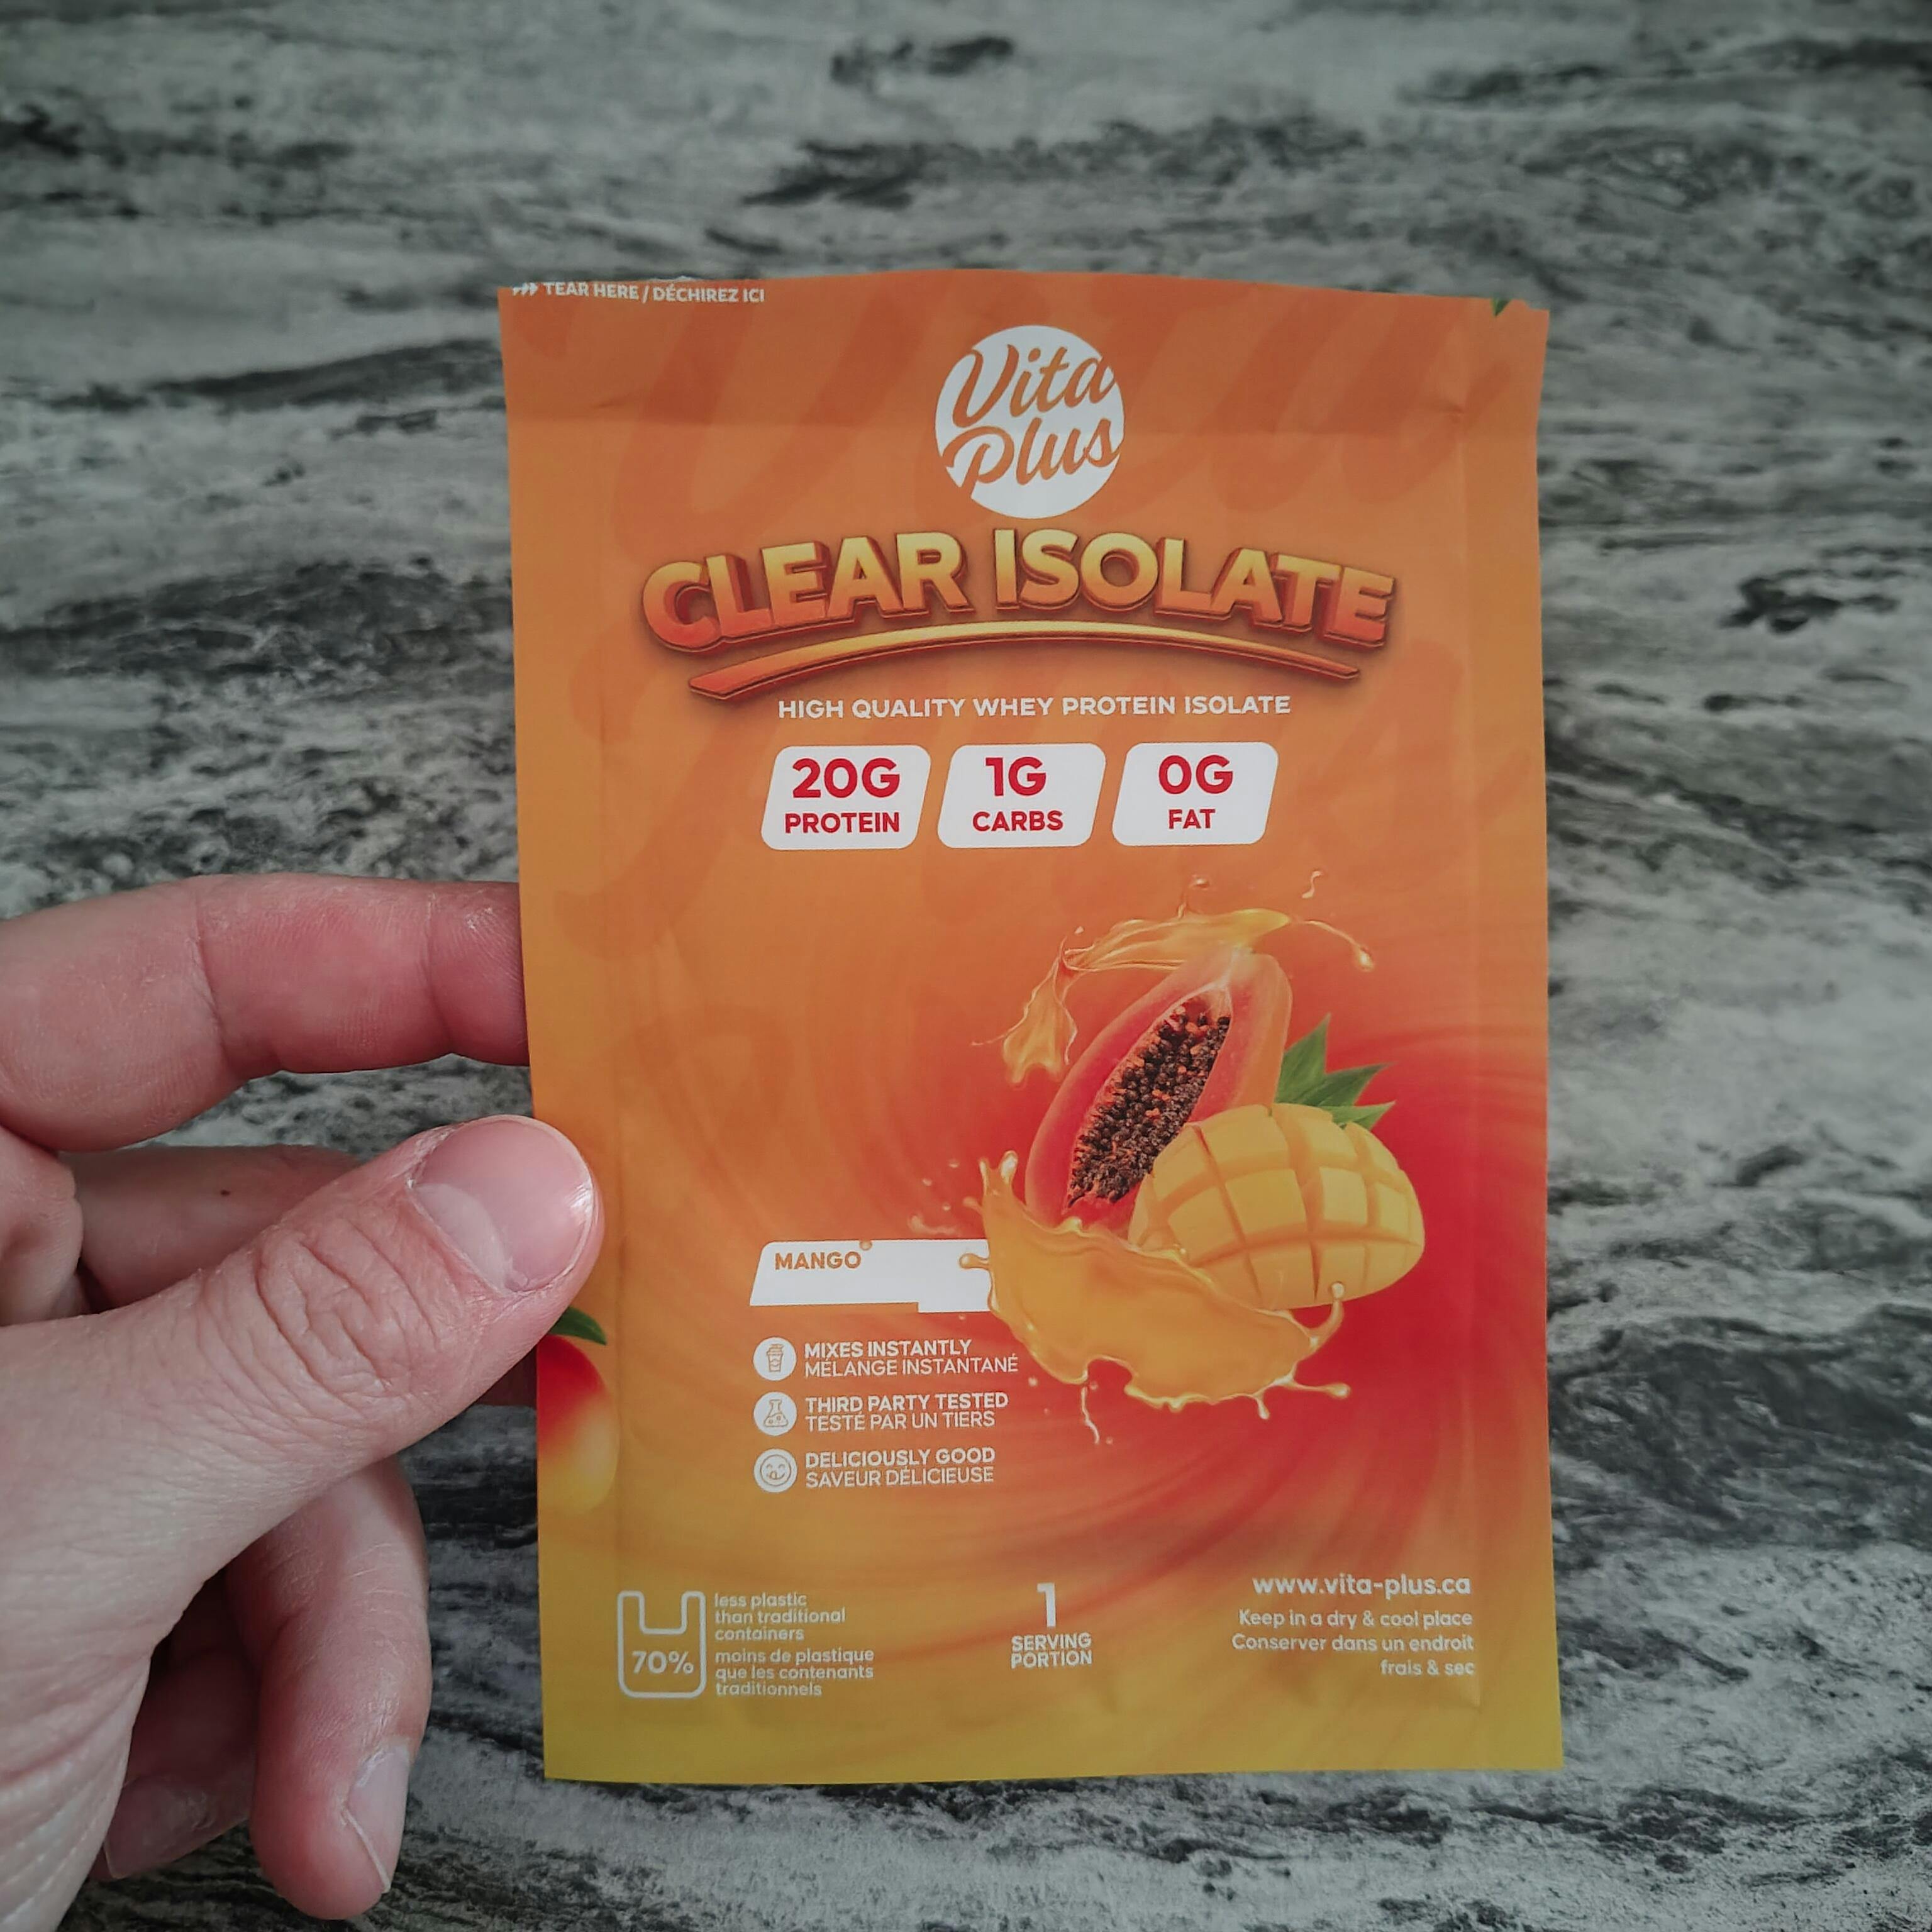 TEAR HERE / DÉCHIREZ ICI
Vita
Plus
CLEAR ISOLATE
HIGH QUALITY WHEY PROTEIN ISOLATE
20G
PROTEIN
1G
CARBS
0G
FAT
MANGO
MIXES INSTANTLY
MÉLANGE INSTANTANÉ
THIRD PARTY TESTED
TESTÉ PAR UN TIERS
DELICIOUSLY GOOD
SAVEUR DÉLICIEUSE
70%
less plastic
than traditional
containers
moins de plastique
que les contenants
traditionnels
1
SERVING
PORTION
www.vita-plus.ca
Keep in a dry & cool place
Conserver dans un endroit
frais & sec